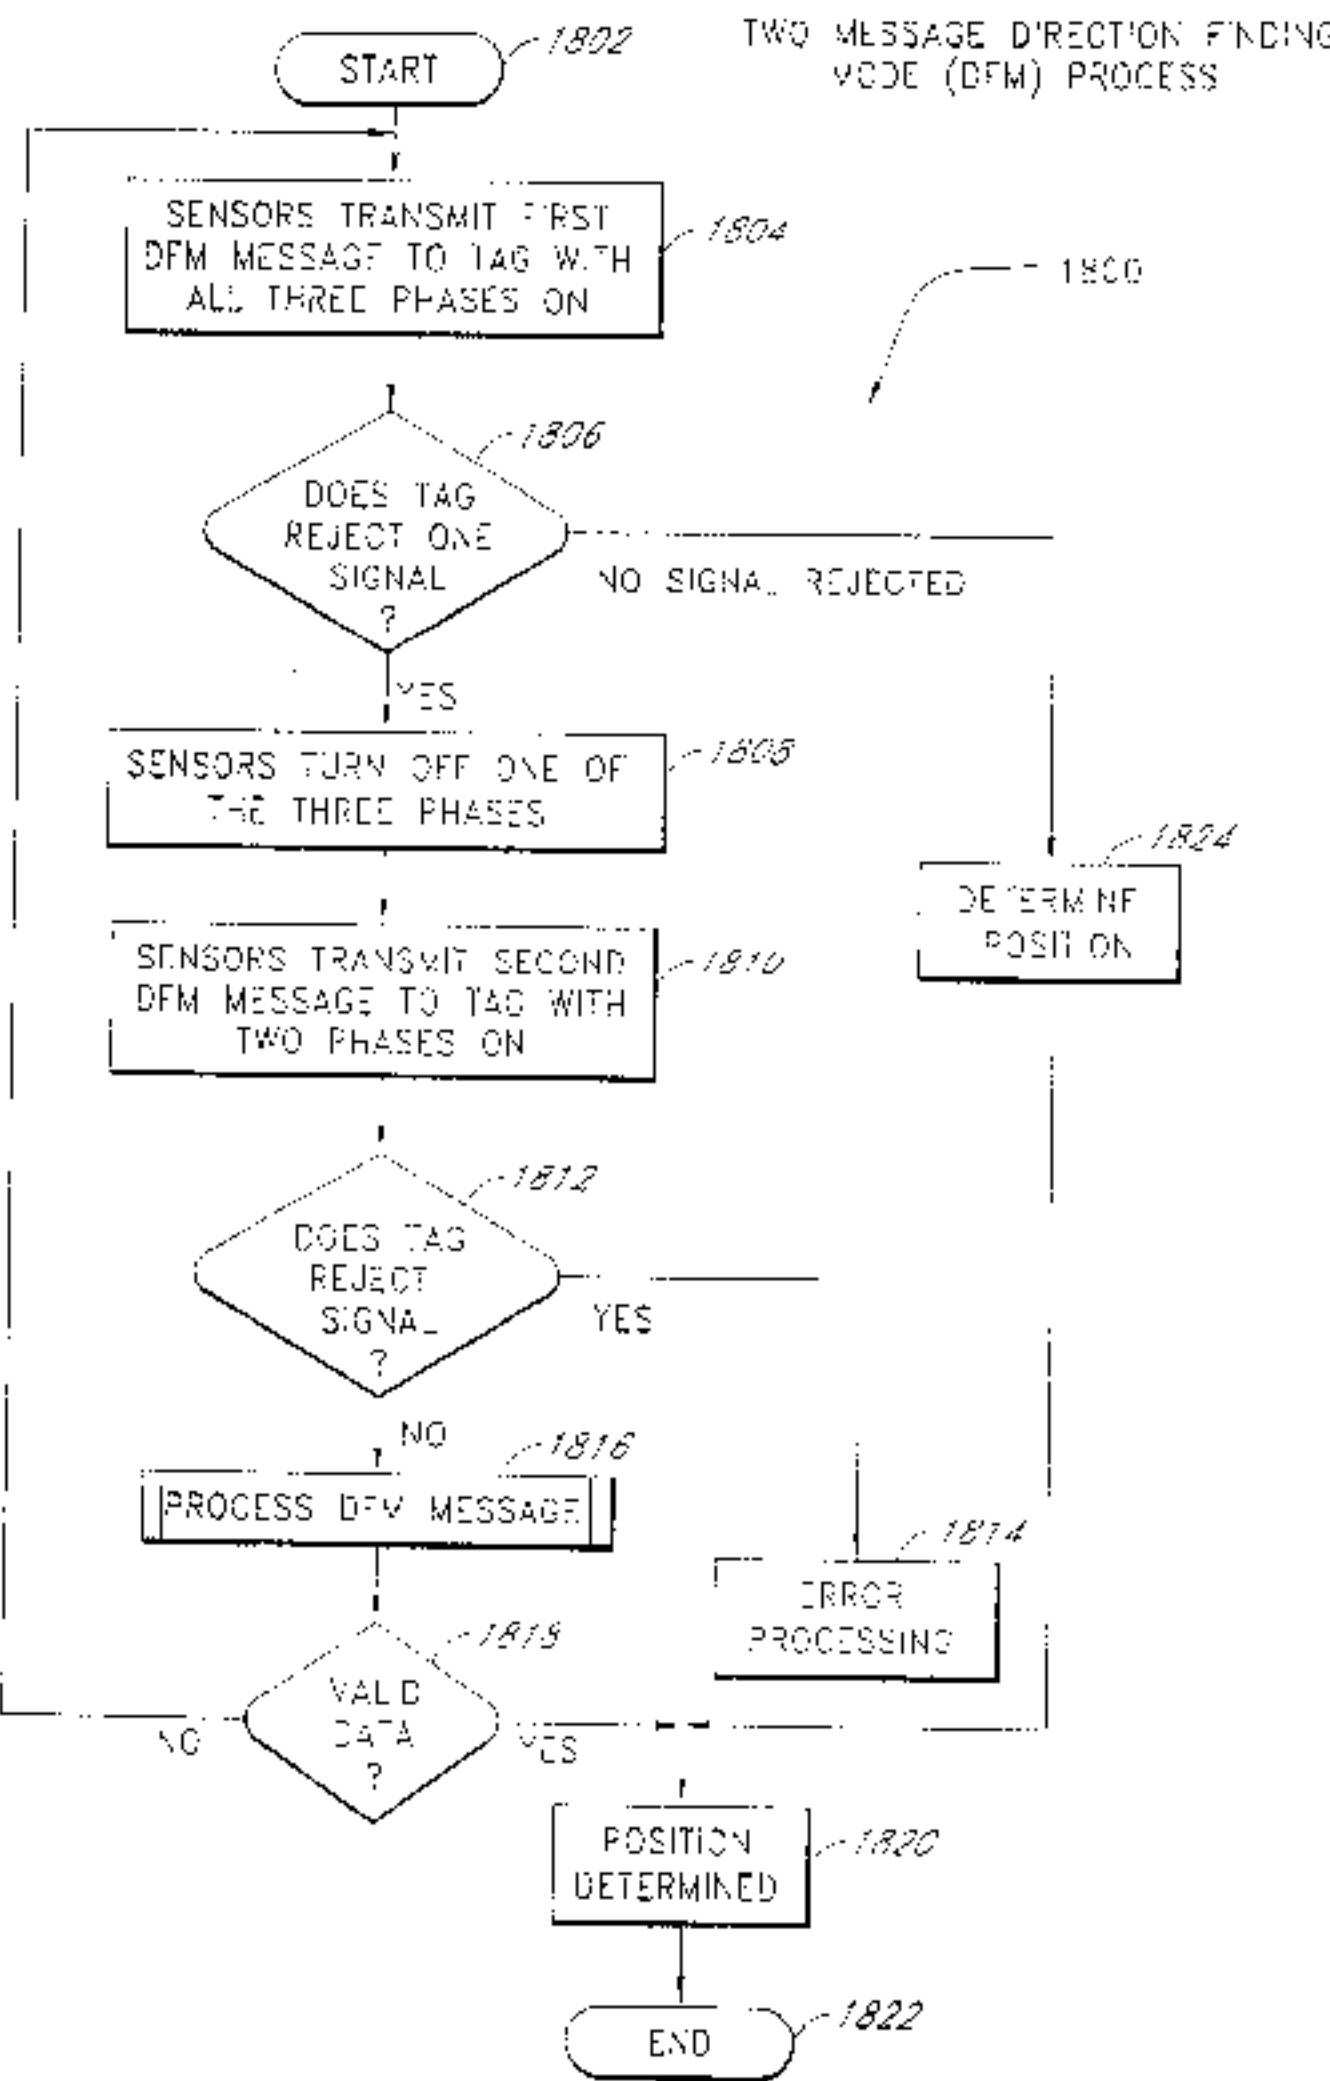 TWO MESSAGE DIRECTION FINDING
MODE (DFM) PROCESS
1802
START
SENSORS TRANSMIT FIRST
DFM MESSAGE TO TAG WITH
ALL THREE PHASES ON
1804
1800
1806
DOES TAG
REJECT ONE
SIGNAL
?
NO SIGNAL REJECTED
YES
SENSORS TURN OFF ONE OF
THE THREE PHASES
1808
1824
DETERMINE
POSITION
SENSORS TRANSMIT SECOND
DFM MESSAGE TO TAG WITH
TWO PHASES ON
1810
1812
DOES TAG
REJECT
SIGNAL
?
YES
NO
1816
PROCESS DFM MESSAGE
1814
ERROR
PROCESSING
1818
VALID
DATA
?
NO
YES
POSITION
DETERMINED
1820
END
1822